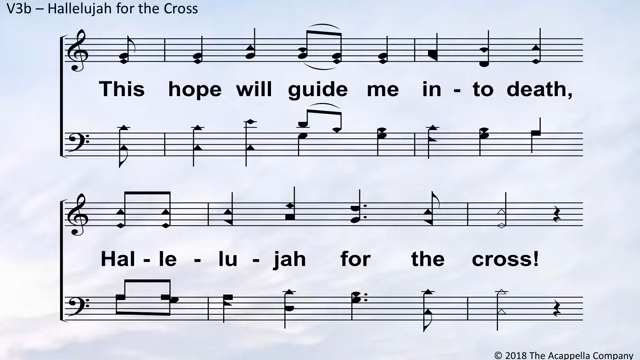 V3b – Hallelujah for the Cross
This hope will guide me in - to death,
Hal - le - lu - jah for the cross!
© 2018 The Acappella Company